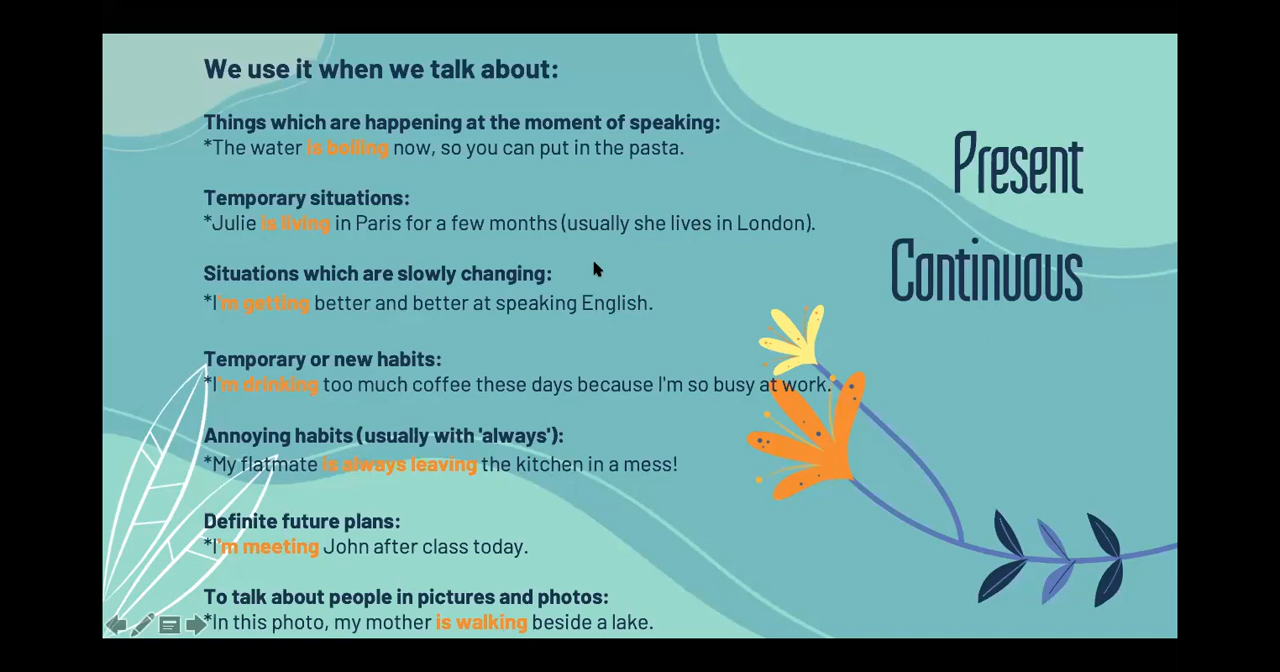 We use it when we talk about:
Things which are happening at the moment of speaking:
*The water is boiling now, so you can put in the pasta.
Temporary situations:
*Julie is living in Paris for a few months (usually she lives in London).
Situations which are slowly changing:
*I'm getting better and better at speaking English.
Temporary or new habits:
*I'm drinking too much coffee these days because I'm so busy at work.
Annoying habits (usually with 'always'):
*My flatmate is always leaving the kitchen in a mess!
Definite future plans:
*I'm meeting John after class today.
To talk about people in pictures and photos:
*In this photo, my mother is walking beside a lake.
Present
Continuous